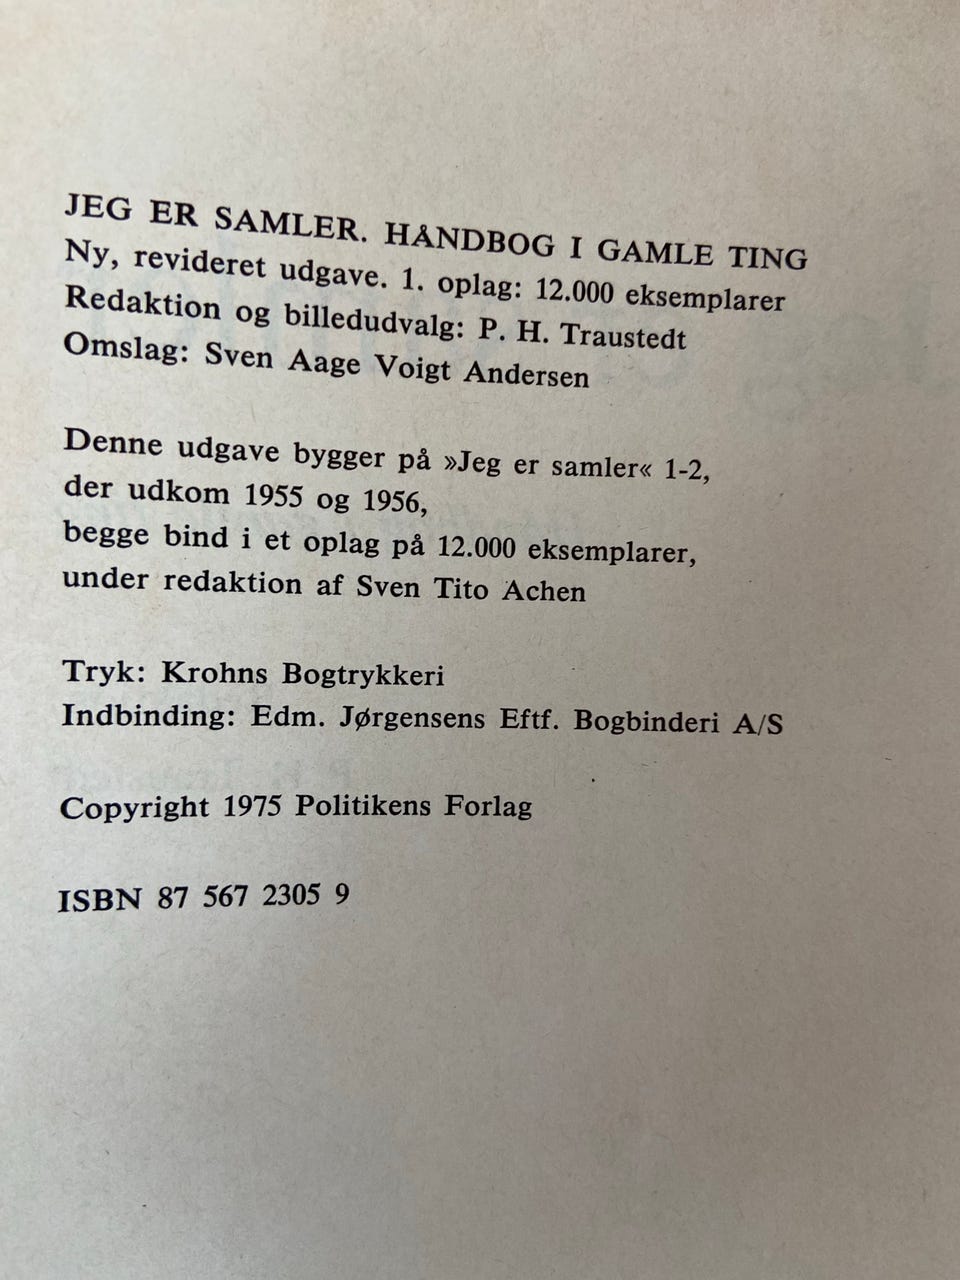 JEG ER SAMLER. HÅNDBOG I GAMLE TING
Ny, revideret udgave. 1. oplag: 12.000 eksemplarer
Redaktion og billedudvalg: P. H. Traustedt
Omslag: Sven Aage Voigt Andersen
Denne udgave bygger på »Jeg er samler« 1-2,
der udkom 1955 og 1956,
begge bind i et oplag på 12.000 eksemplarer,
under redaktion af Sven Tito Achen
Tryk: Krohns Bogtrykkeri
Indbinding: Edm. Jørgensens Eftf. Bogbinderi A/S
Copyright 1975 Politikens Forlag
ISBN 87 567 2305 9